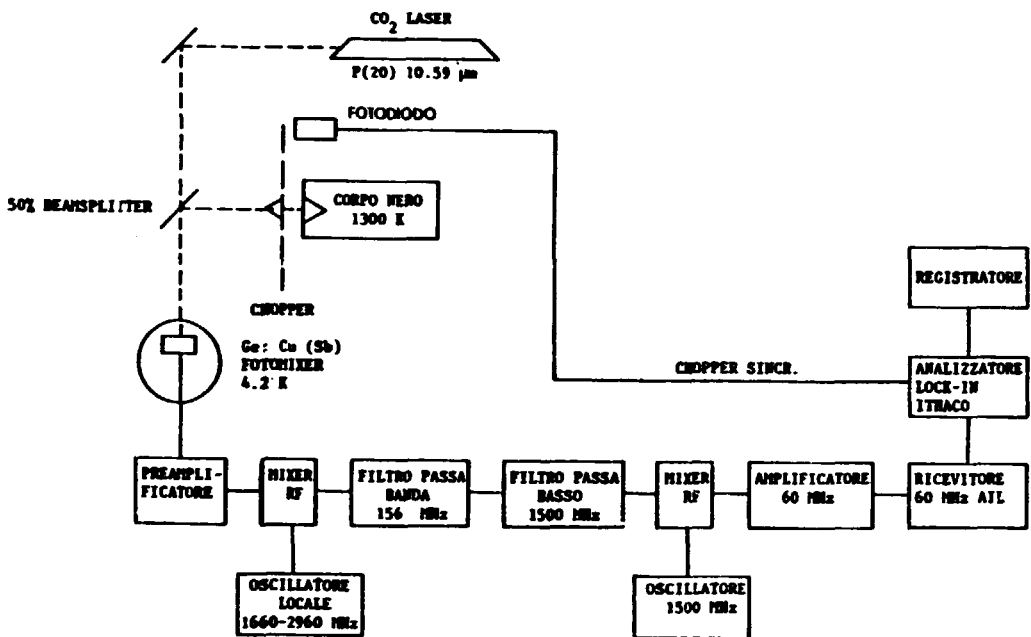 CO2 LASER
P(20) 10.59 μm
FOTODIODO
50% BEAMSPLITTER
CORPO NERO
1300 K
CHOPPER
REGISTRATORE
Ge: Cu (Sb)
FOTOMIXER
4.2 K
CHOPPER SINCR.
ANALIZZATORE
LOCK-IN
ITHACO
PREAMPLI-
FICATORE
MIXER
RF
FILTRO PASSA
BANDA
156 MHz
FILTRO PASSA
BASSO
1500 MHz
MIXER
RF
AMPLIFICATORE
60 MHz
RICEVITORE
60 MHz AIL
OSCILLATORE
LOCALE
1660-2960 MHz
OSCILLATORE
1500 MHz